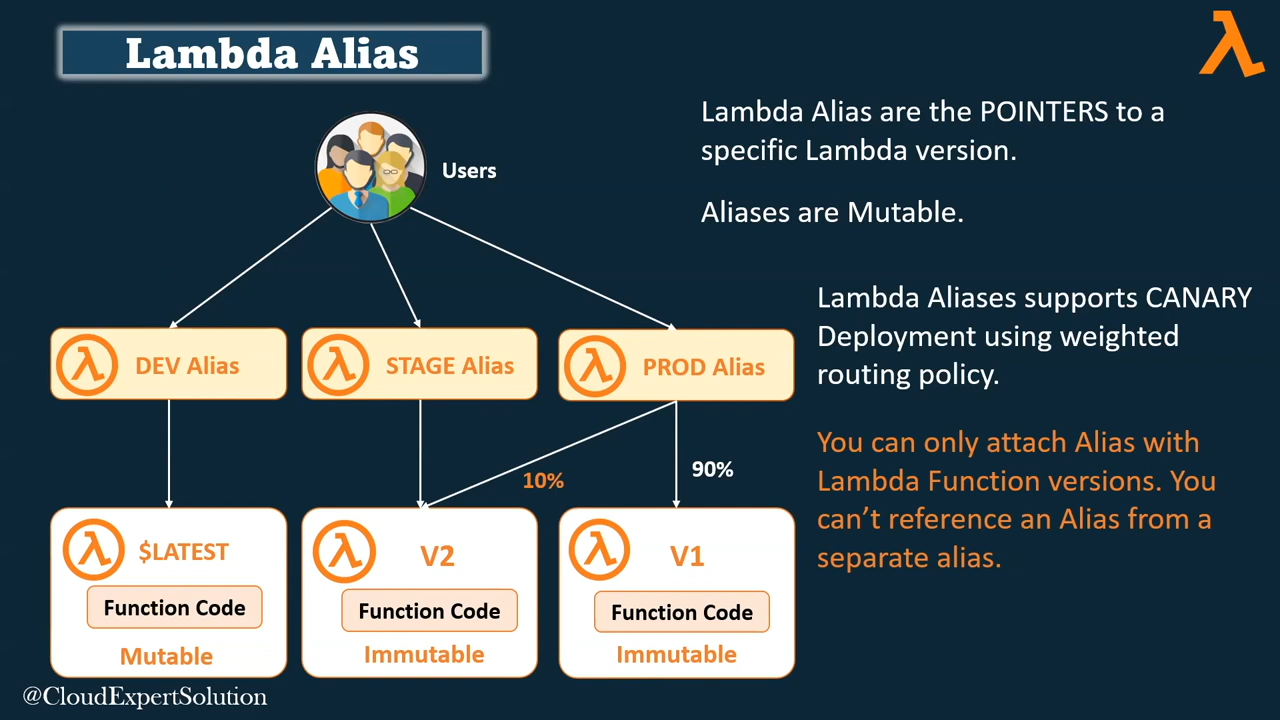 Lambda Alias
Users
Lambda Alias are the POINTERS to a
specific Lambda version.
Aliases are Mutable.
Lambda Aliases supports CANARY
Deployment using weighted
routing policy.
You can only attach Alias with
Lambda Function versions. You
can’t reference an Alias from a
separate alias.
DEV Alias
STAGE Alias
PROD Alias
10%
90%
$LATEST
Function Code
Mutable
V2
Function Code
Immutable
V1
Function Code
Immutable
@CloudExpertSolution